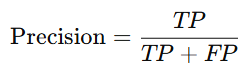 Precision = TP / (TP + FP)